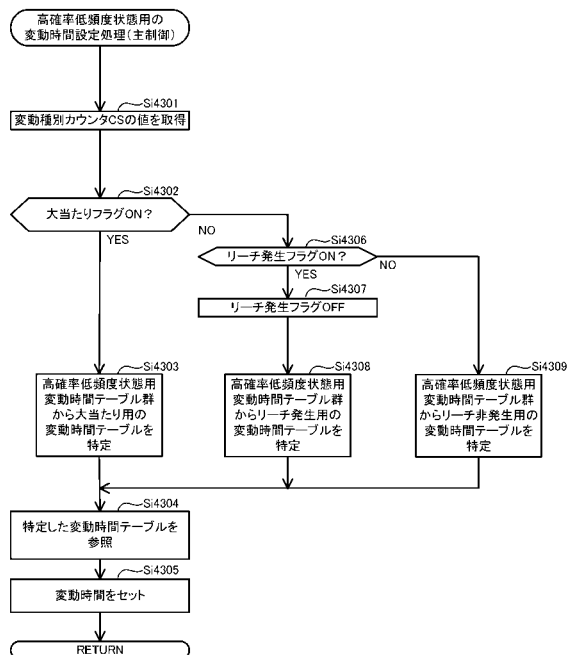 高確率低頻度状態用の
変動時間設定処理(主制御)
Si4301
変動種別カウンタCSの値を取得
Si4302
大当たりフラグON?
NO
YES
Si4306
リーチ発生フラグON?
NO
YES
Si4307
リーチ発生フラグOFF
Si4303
高確率低頻度状態用
変動時間テーブル群
から大当たり用の
変動時間テーブルを
特定
Si4308
高確率低頻度状態用
変動時間テーブル群
からリーチ発生用の
変動時間テーブルを
特定
Si4309
高確率低頻度状態用
変動時間テーブル群
からリーチ非発生用の
変動時間テーブルを
特定
Si4304
特定した変動時間テーブルを
参照
Si4305
変動時間をセット
RETURN